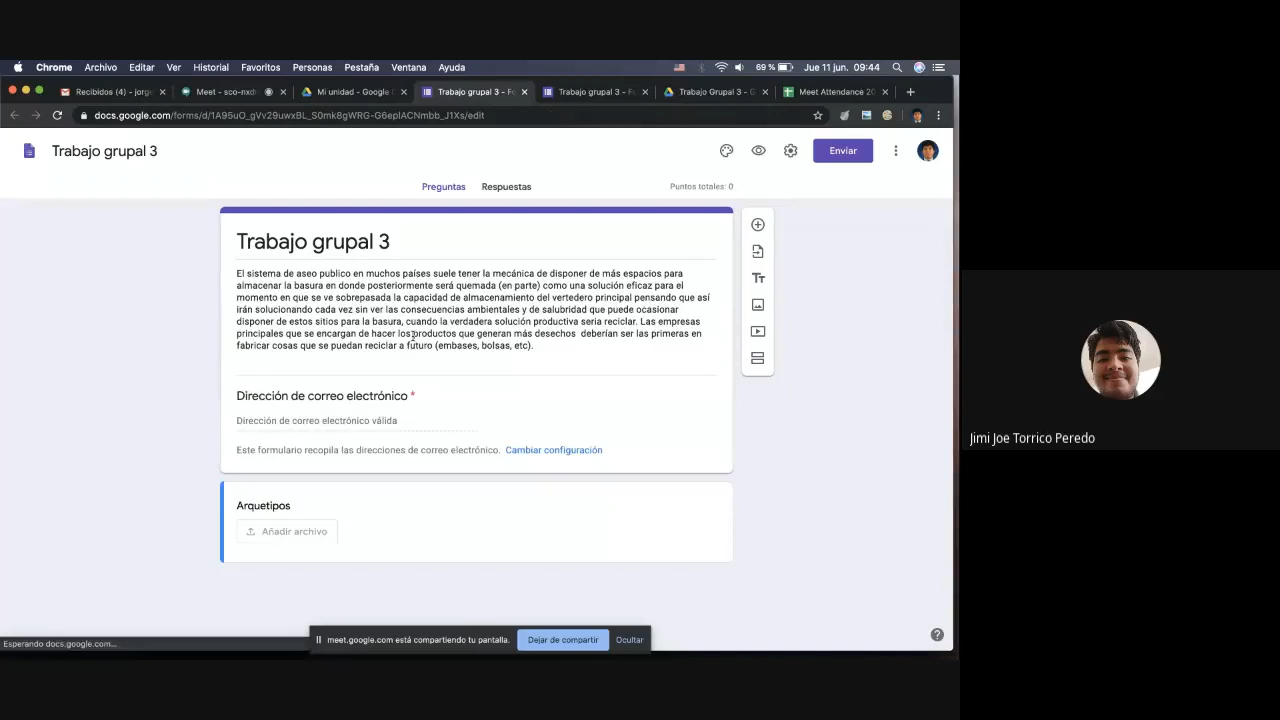 Chrome Archivo Editar Ver Historial Favoritos Personas Pestaña Ventana Ayuda 69 % Jue 11 jun. 09:44
Recibidos (4) - jorge Meet - sco-nxdr Mi unidad - Google Trabajo grupal 3 - Fo Trabajo grupal 3 - Fo Trabajo Grupal 3 - G Meet Attendance 20
docs.google.com/forms/d/1A95uO_gVv29uwxBL_S0mk8gWRG-G6eplACNmbb_J1Xs/edit
Trabajo grupal 3 Enviar
Preguntas Respuestas Puntos totales: 0
Trabajo grupal 3
El sistema de aseo publico en muchos países suele tener la mecánica de disponer de más espacios para
almacenar la basura en donde posteriormente será quemada (en parte) como una solución eficaz para el
momento en que se ve sobrepasada la capacidad de almacenamiento del vertedero principal pensando que así
irán solucionando cada vez sin ver las consecuencias ambientales y de salubridad que puede ocasionar
disponer de estos sitios para la basura, cuando la verdadera solución productiva seria reciclar. Las empresas
principales que se encargan de hacer los productos que generan más desechos deberían ser las primeras en
fabricar cosas que se puedan reciclar a futuro (embases, bolsas, etc).
Tт
Dirección de correo electrónico *
Dirección de correo electrónico válida
Este formulario recopila las direcciones de correo electrónico. Cambiar configuración
Arquetipos
Añadir archivo
Jimi Joe Torrico Peredo
meet.google.com está compartiendo tu pantalla. Dejar de compartir Ocultar
Esperando docs.google.com...